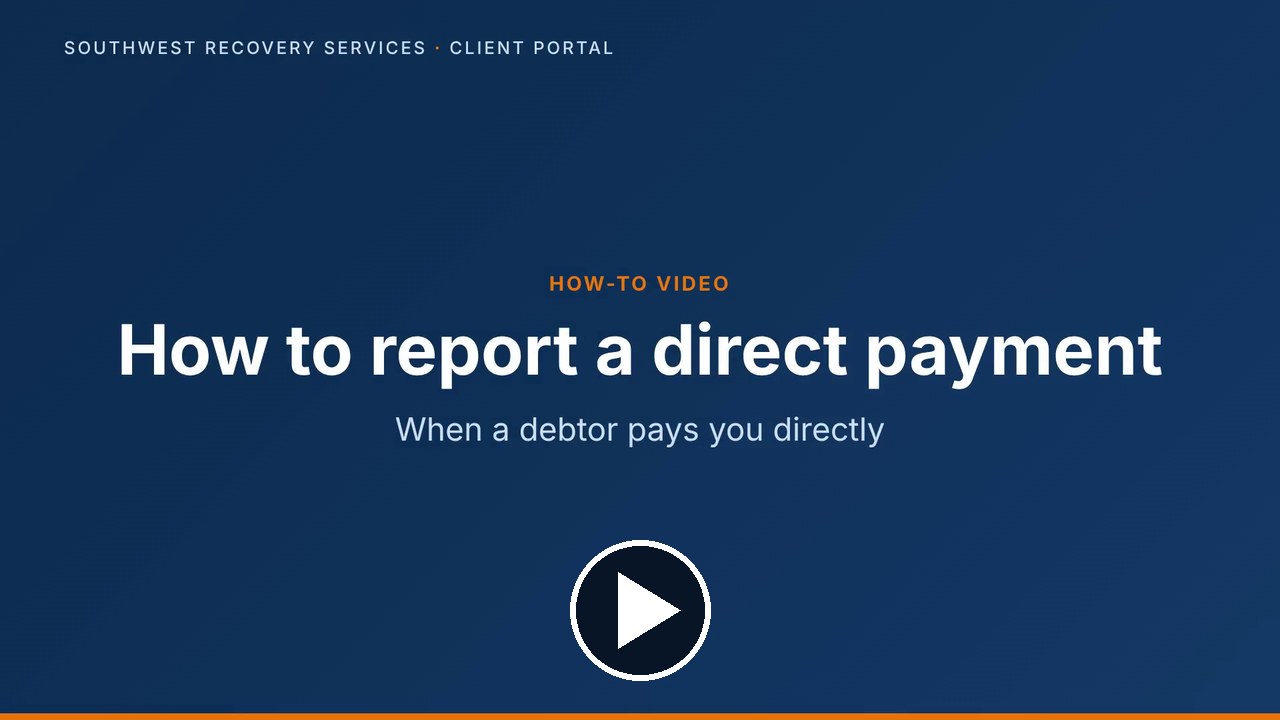 SOUTHWEST RECOVERY SERVICES · CLIENT PORTAL
HOW-TO VIDEO
How to report a direct payment
When a debtor pays you directly